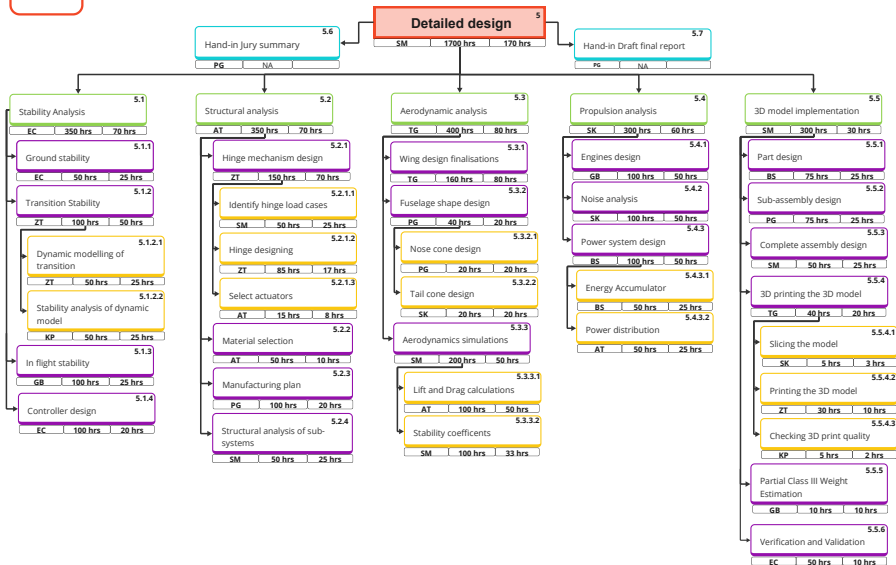 5
Detailed design
SM 1700 hrs 170 hrs
5.6
Hand-in Jury summary
PG NA
5.7
Hand-in Draft final report
PG NA
5.1
Stability Analysis
EC 350 hrs 70 hrs
5.1.1
Ground stability
EC 50 hrs 25 hrs
5.1.2
Transition Stability
ZT 100 hrs 50 hrs
5.1.2.1
Dynamic modelling of
transition
ZT 50 hrs 25 hrs
5.1.2.2
Stability analysis of dynamic
model
KP 50 hrs 25 hrs
5.1.3
In flight stability
GB 100 hrs 25 hrs
5.1.4
Controller design
EC 100 hrs 20 hrs
5.2
Structural analysis
AT 350 hrs 70 hrs
5.2.1
Hinge mechanism design
ZT 150 hrs 70 hrs
5.2.1.1
Identify hinge load cases
SM 50 hrs 25 hrs
5.2.1.2
Hinge designing
ZT 85 hrs 17 hrs
5.2.1.3
Select actuators
AT 15 hrs 8 hrs
5.2.2
Material selection
AT 50 hrs 10 hrs
5.2.3
Manufacturing plan
PG 100 hrs 20 hrs
5.2.4
Structural analysis of sub-
systems
SM 50 hrs 25 hrs
5.3
Aerodynamic analysis
TG 400 hrs 80 hrs
5.3.1
Wing design finalisations
TG 160 hrs 80 hrs
5.3.2
Fuselage shape design
PG 40 hrs 20 hrs
5.3.2.1
Nose cone design
PG 20 hrs 20 hrs
5.3.2.2
Tail cone design
SK 20 hrs 20 hrs
5.3.3
Aerodynamics simulations
SM 200 hrs 50 hrs
5.3.3.1
Lift and Drag calculations
AT 100 hrs 50 hrs
5.3.3.2
Stability coefficents
SM 100 hrs 33 hrs
5.4
Propulsion analysis
SK 300 hrs 60 hrs
5.4.1
Engines design
GB 100 hrs 50 hrs
5.4.2
Noise analysis
SK 100 hrs 50 hrs
5.4.3
Power system design
BS 100 hrs 50 hrs
5.4.3.1
Energy Accumulator
BS 50 hrs 25 hrs
5.4.3.2
Power distribution
AT 50 hrs 25 hrs
5.5
3D model implementation
SM 300 hrs 30 hrs
5.5.1
Part design
BS 75 hrs 25 hrs
5.5.2
Sub-assembly design
PG 75 hrs 25 hrs
5.5.3
Complete assembly design
SM 50 hrs 25 hrs
5.5.4
3D printing the 3D model
TG 40 hrs 20 hrs
5.5.4.1
Slicing the model
SK 5 hrs 3 hrs
5.5.4.2
Printing the 3D model
ZT 30 hrs 10 hrs
5.5.4.3
Checking 3D print quality
KP 5 hrs 2 hrs
5.5.5
Partial Class III Weight
Estimation
GB 10 hrs 10 hrs
5.5.6
Verification and Validation
EC 50 hrs 10 hrs